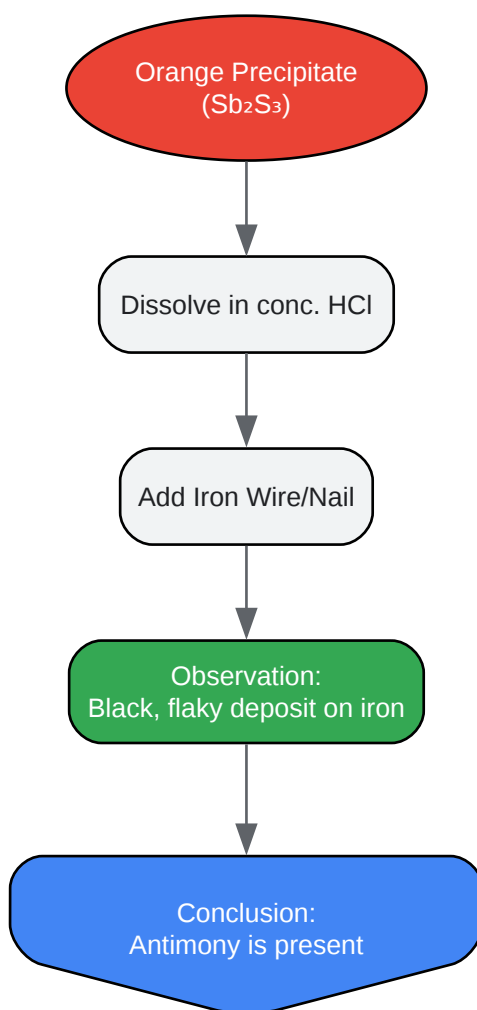 Orange Precipitate
(Sb₂S₃)
Dissolve in conc. HCl
Add Iron Wire/Nail
Observation:
Black, flaky deposit on iron
Conclusion:
Antimony is present